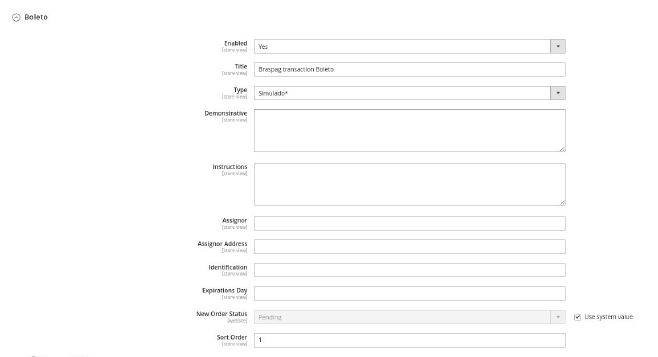 Boleto
Enabled
[store view]
Yes
Title
[store view]
Braspag transaction Boleto
Type
[store view]
Simulado*
Demonstrative
[store view]
Instructions
[store view]
Assignor
[store view]
Assignor Address
[store view]
Identification
[store view]
Expirations Day
[store view]
New Order Status
[website]
Pending
Use system value
Sort Order
[store view]
1